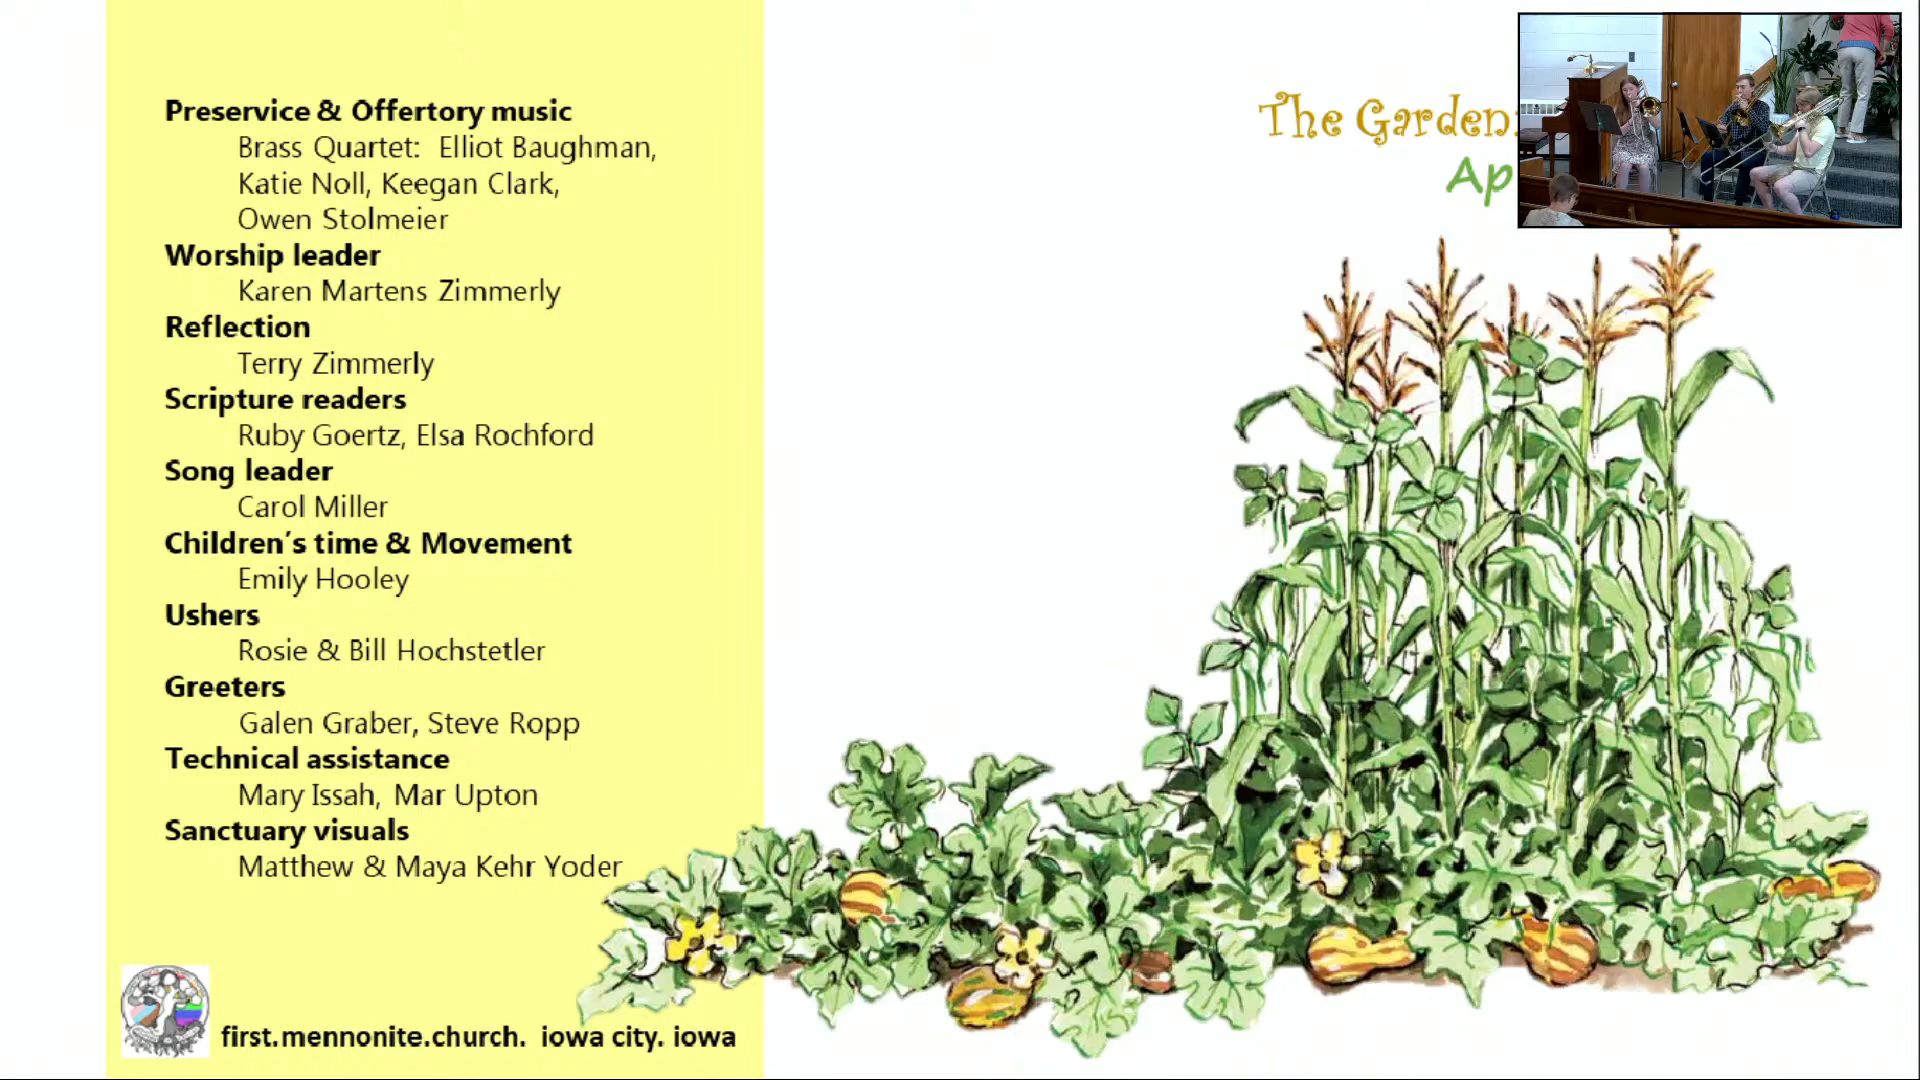 Preservice & Offertory music
Brass Quartet: Elliot Baughman,
Katie Noll, Keegan Clark,
Owen Stolmeier
Worship leader
Karen Martens Zimmerly
Reflection
Terry Zimmerly
Scripture readers
Ruby Goertz, Elsa Rochford
Song leader
Carol Miller
Children's time & Movement
Emily Hooley
Ushers
Rosie & Bill Hochstetler
Greeters
Galen Graber, Steve Ropp
Technical assistance
Mary Issah, Mar Upton
Sanctuary visuals
Matthew & Maya Kehr Yoder
first.mennonite.church. iowa city. iowa
The Garden
Ap